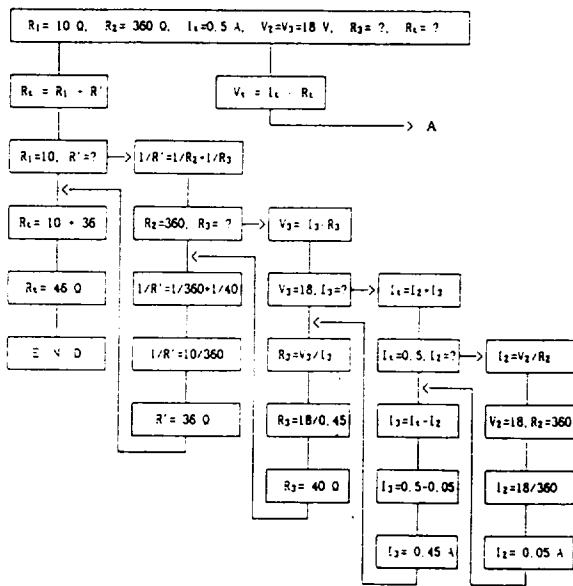 R₁= 10 Ω, R₂= 360 Ω, Iₜ=0.5 A, V₂=V₃=18 V, R₃= ?, Rₜ= ?
Rₜ = R₁ + R'
Vₜ = Iₜ · Rₜ
A
R₁=10, R'=?
1/R'=1/R₂+1/R₃
Rₜ = 10 + 36
R₂=360, R₃= ?
V₃= I₃·R₃
Rₜ= 46 Ω
1/R'=1/360+1/40
V₃=18, I₃=?
Iₜ=I₂+I₃
E N D
1/R'=10/360
R₃=V₃/I₃
Iₜ=0.5, I₂=?
I₂=V₂/R₂
R'= 36 Ω
R₃=18/0.45
I₃=Iₜ-I₂
V₂=18, R₂=360
R₃= 40 Ω
I₃=0.5-0.05
I₂=18/360
I₃= 0.45 A
I₂= 0.05 A